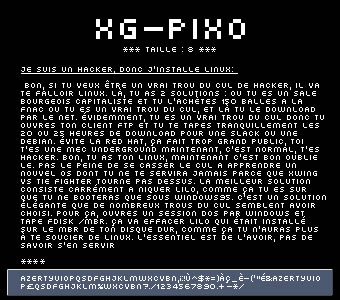 XG-PIXO
*** TAILLE : 8 ***
JE SUIS UN HACKER, DONC J'INSTALLE LINUX:
BON, SI TU VEUX ÊTRE UN VRAI TROU DU CUL DE HACKER, IL VA
TE FALLOIR LINUX. LÀ, TU AS 2 SOLUTIONS : OU TU ES UN SALE
BOURGEOIS CAPITALISTE ET TU L'ACHÈTES 150 BALLES A LA
FNAC OU TU ES UN VRAI TROU DU CUL, ET LÀ TU LE DOWNLOAD
PAR LE NET. ÉVIDEMMENT, TU ES UN VRAI TROU DU CUL DONC TU
OUVRES TON CLIENT FTP ET TU TE TAPES TRANQUILLEMENT LES
20 OU 25 HEURES DE DOWNLOAD POUR UNE SLACK OU UNE
DEBIAN. ÉVITE LA RED HAT, ÇA FAIT TROP GRAND PUBLIC, TOI
T'ES UNE MEC UNDERGROUND MAINTENANT, C'EST NORMAL, T'ES
HACKER. BON, TU AS TON LINUX, MAINTENANT C'EST BON OUBLIE
LE. PAS LE PEINE DE SE CASSER LE CUL A APPRENDRE UN
NOUVEL OS DONT TU NE TE SERVIRA JAMAIS PARCE QUE XWING
VS TIE FIGHTER TOURNE PAS DESSUS. LA MEILLEUR SOLUTION
CONSISTE CARRÉMENT A NIQUER LILO, COMME ÇA TU ES SUR
QUE TU NE BOOTERAS QUE SOUS WINDOWS95. C'EST UN SOLUTION
ÉLÉGANTE QUE DE NOMBREUX TROUS DU CUL SEMBLENT AVOIR
CHOISI. POUR ÇA, OUVRES UN SESSION DOS PAR WINDOWS ET
TAPE FDISK /MBR. ÇA VA EFFACER LILO QUI ÉTAIT INSTALLÉ
SUR LE MBR DE TON DISQUE DUR, COMME ÇA TU N'AURAS PLUS
A TE SOUCIER DE LINUX. L'ESSENTIEL EST DE L'AVOIR, PAS DE
SAVOIR S'EN SERVIR
****